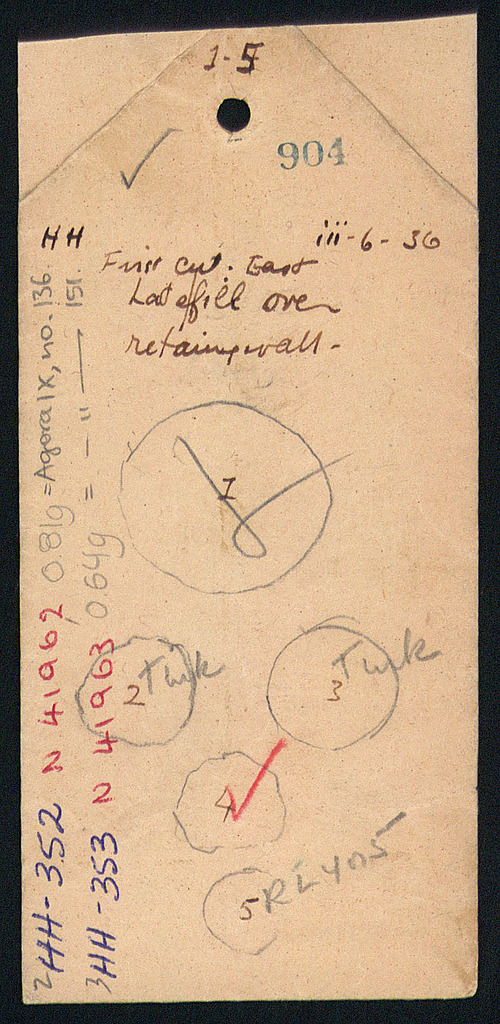 1-5
904
HH
iii-6-36
First cut. East
Late fill over
retaining wall-
1
2 Turk
3 Turk
4
5 RL405
2HH-352 N 41962 0.81g = Agora IX, no. 136.
3HH-353 N 41963 0.64g = - " - 151.